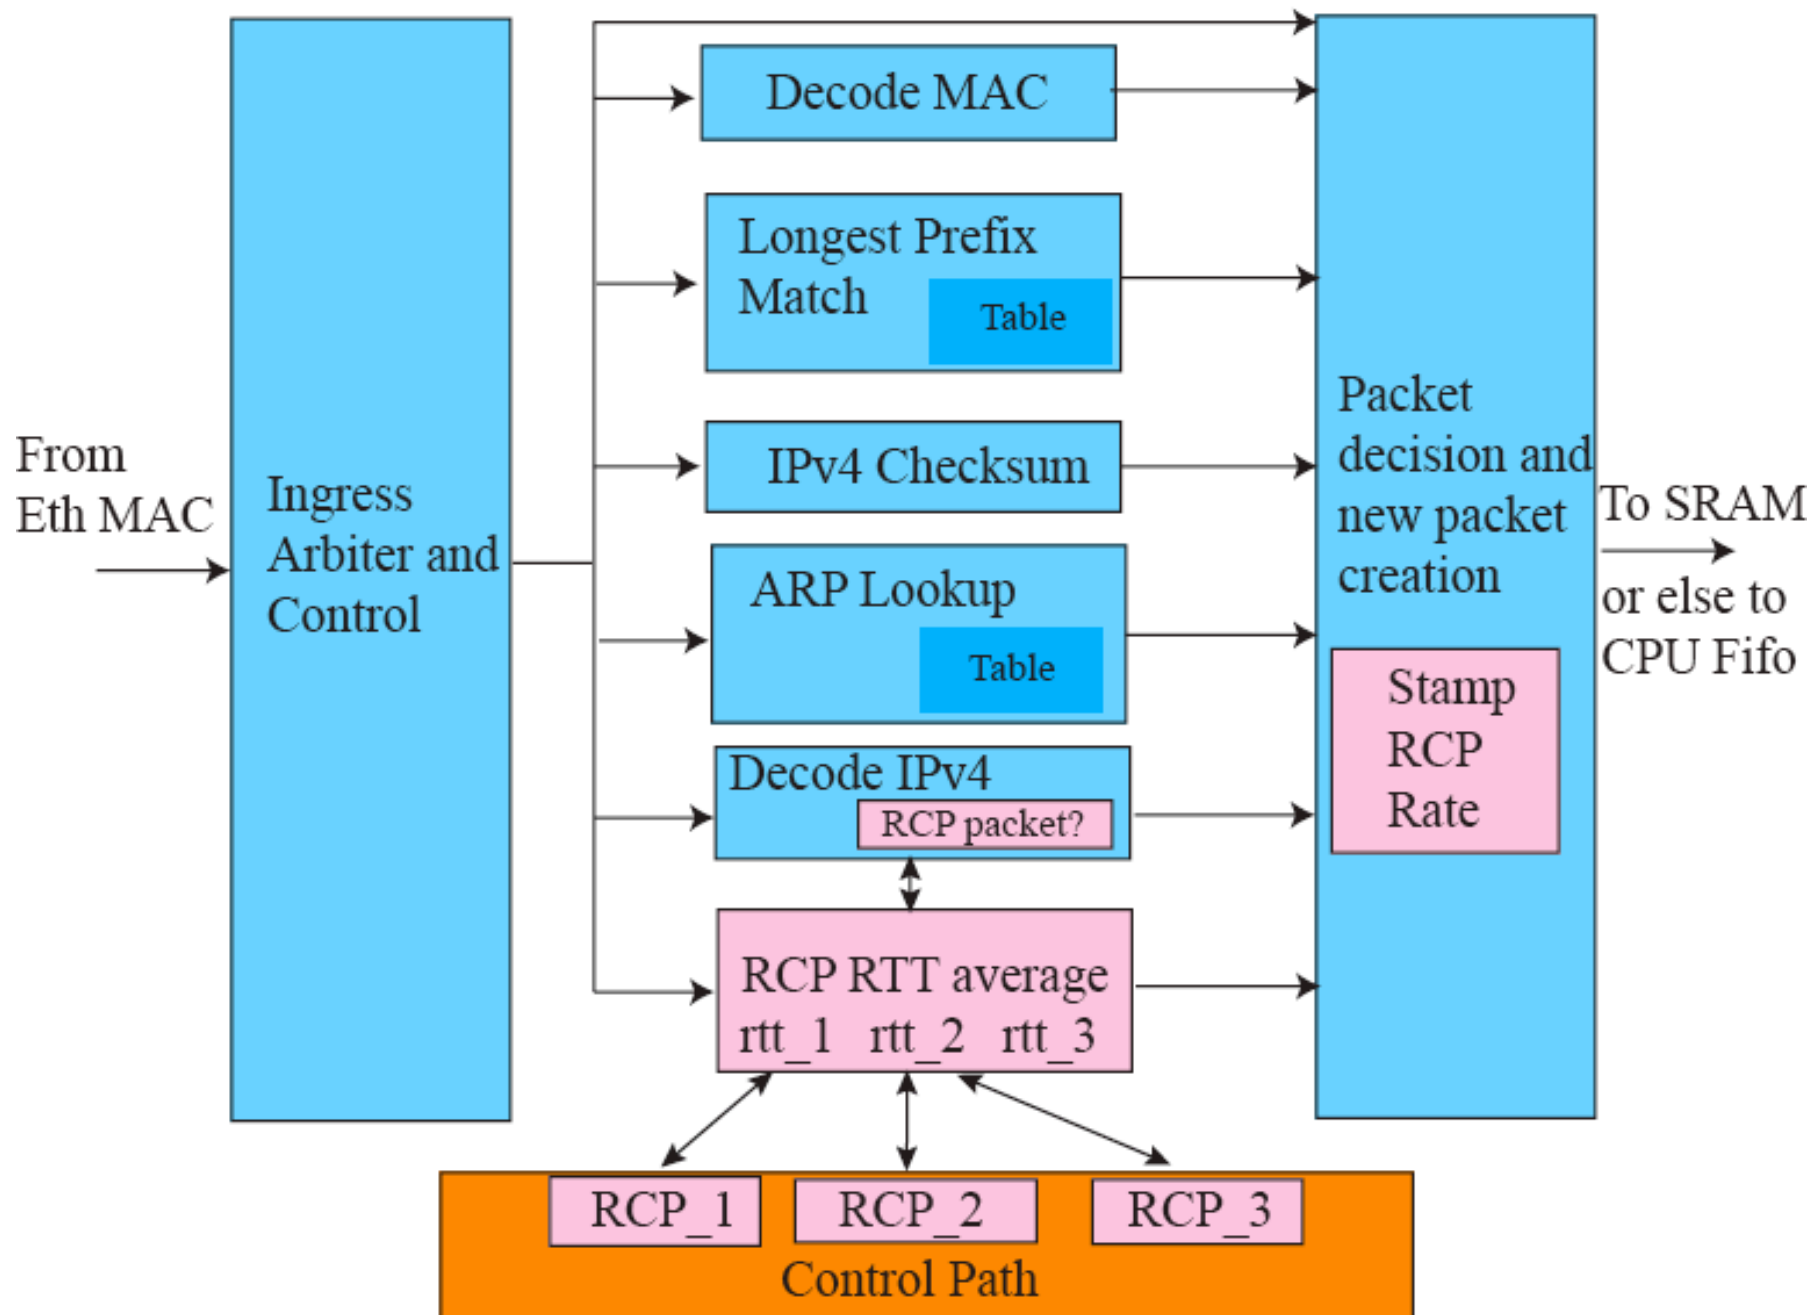 From
Eth MAC
Ingress
Arbiter and
Control
Decode MAC
Longest Prefix
Match
Table
IPv4 Checksum
ARP Lookup
Table
Decode IPv4
RCP packet?
RCP RTT average
rtt_1 rtt_2 rtt_3
RCP_1
RCP_2
RCP_3
Control Path
Packet
decision and
new packet
creation
Stamp
RCP
Rate
To SRAM
or else to
CPU Fifo